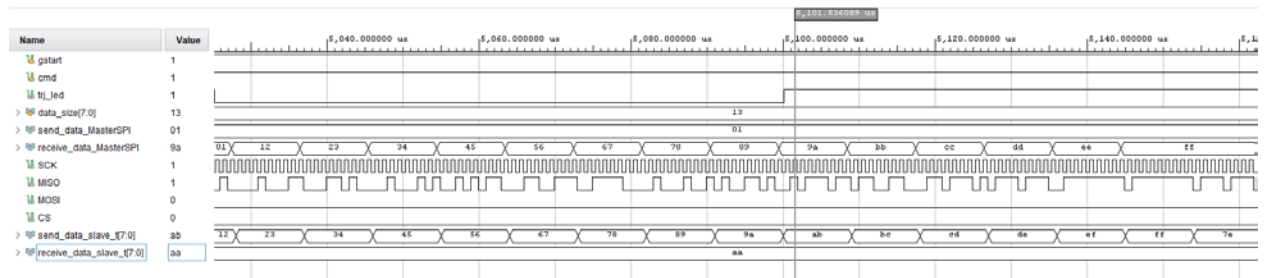 5,101.636089 us
Name Value 5,040.000000 us 5,060.000000 us 5,080.000000 us 5,100.000000 us 5,120.000000 us 5,140.000000 us
gstart 1
cmd 1
trj_led 1
data_size[7:0] 13 13
send_data_MasterSPI 01 01
receive_data_MasterSPI 9a 01 12 23 34 45 56 67 78 89 9a bb cc dd ee ff
SCK 1
MISO 1
MOSI 0
CS 0
send_data_slave_t[7:0] ab 12 23 34 45 56 67 78 89 9a ab bc cd de ef ff 7e
receive_data_slave_t[7:0] aa aa